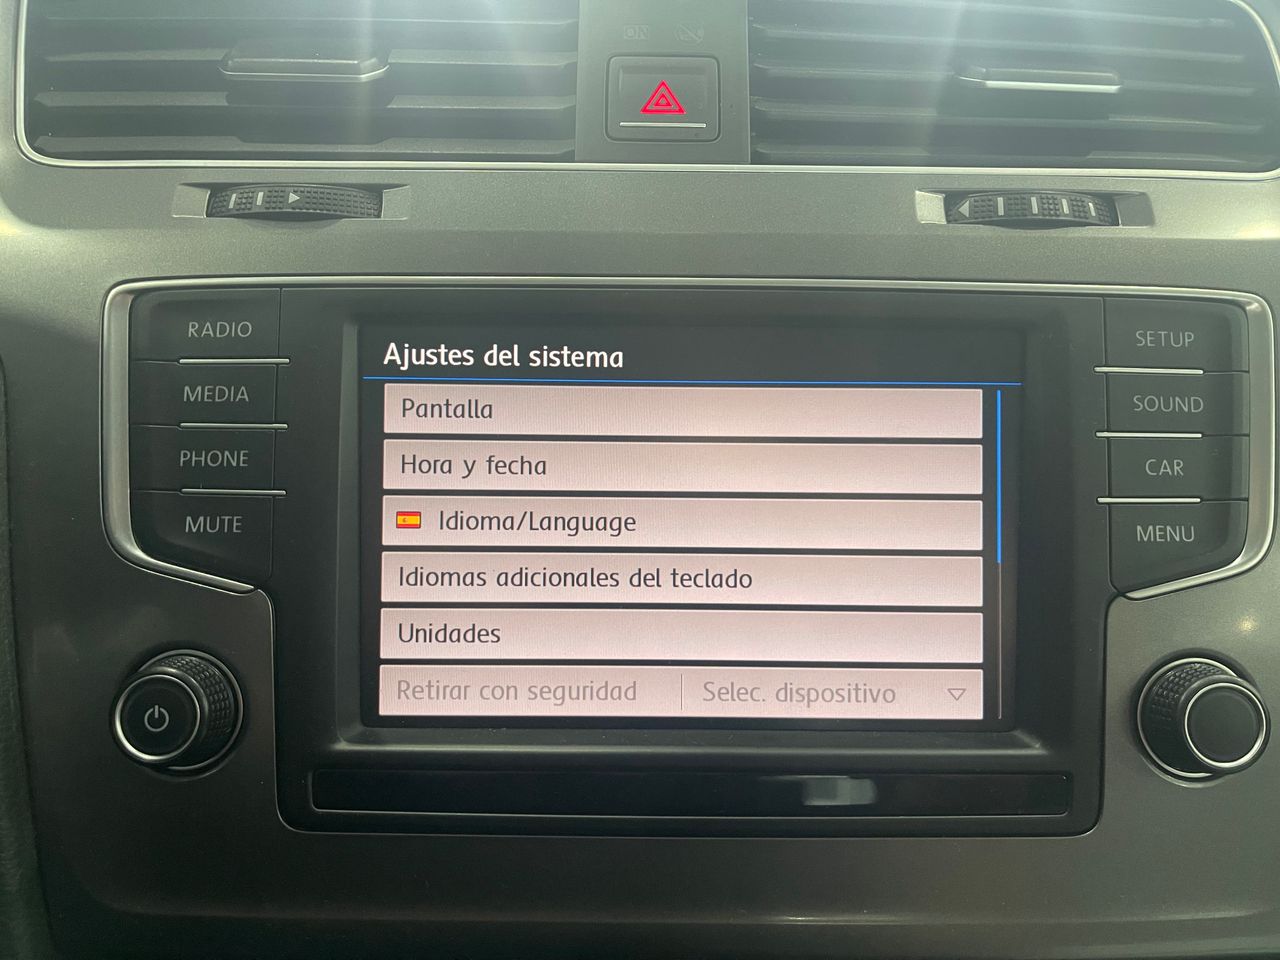 RADIO
MEDIA
PHONE
MUTE
Ajustes del sistema
Pantalla
Hora y fecha
Idioma/Language
Idiomas adicionales del teclado
Unidades
Retirar con seguridad Selec. dispositivo
SETUP
SOUND
CAR
MENU